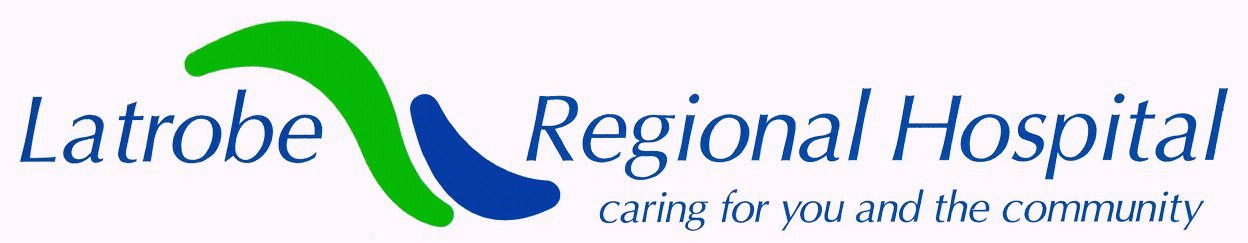 Latrobe Regional Hospital
caring for you and the community